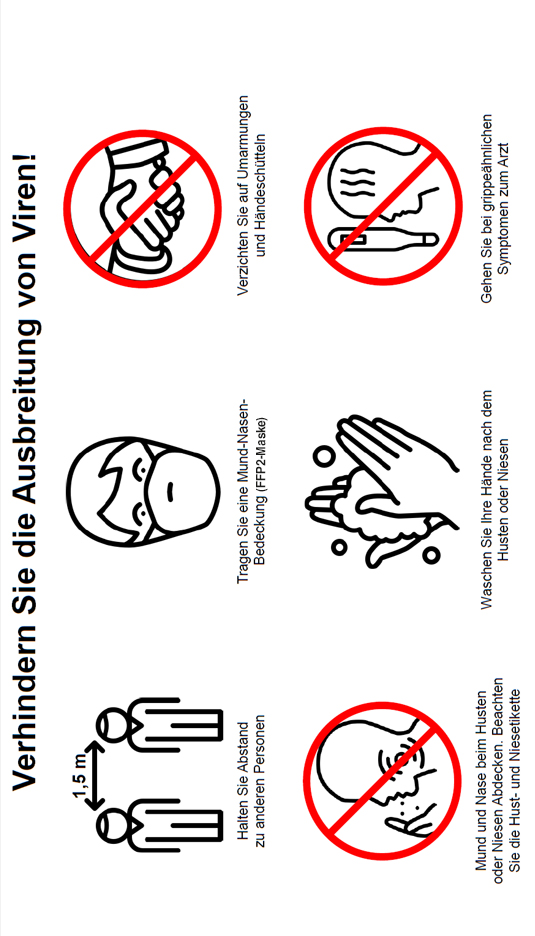 Verhindern Sie die Ausbreitung von Viren!
1,5 m
Halten Sie Abstand
zu anderen Personen
Tragen Sie eine Mund-Nasen-
Bedeckung (FFP2-Maske)
Verzichten Sie auf Umarmungen
und Händeschütteln
Mund und Nase beim Husten
oder Niesen Abdecken. Beachten
Sie die Hust- und Niesetikette
Waschen Sie Ihre Hände nach dem
Husten oder Niesen
Gehen Sie bei grippeähnlichen
Symptomen zum Arzt